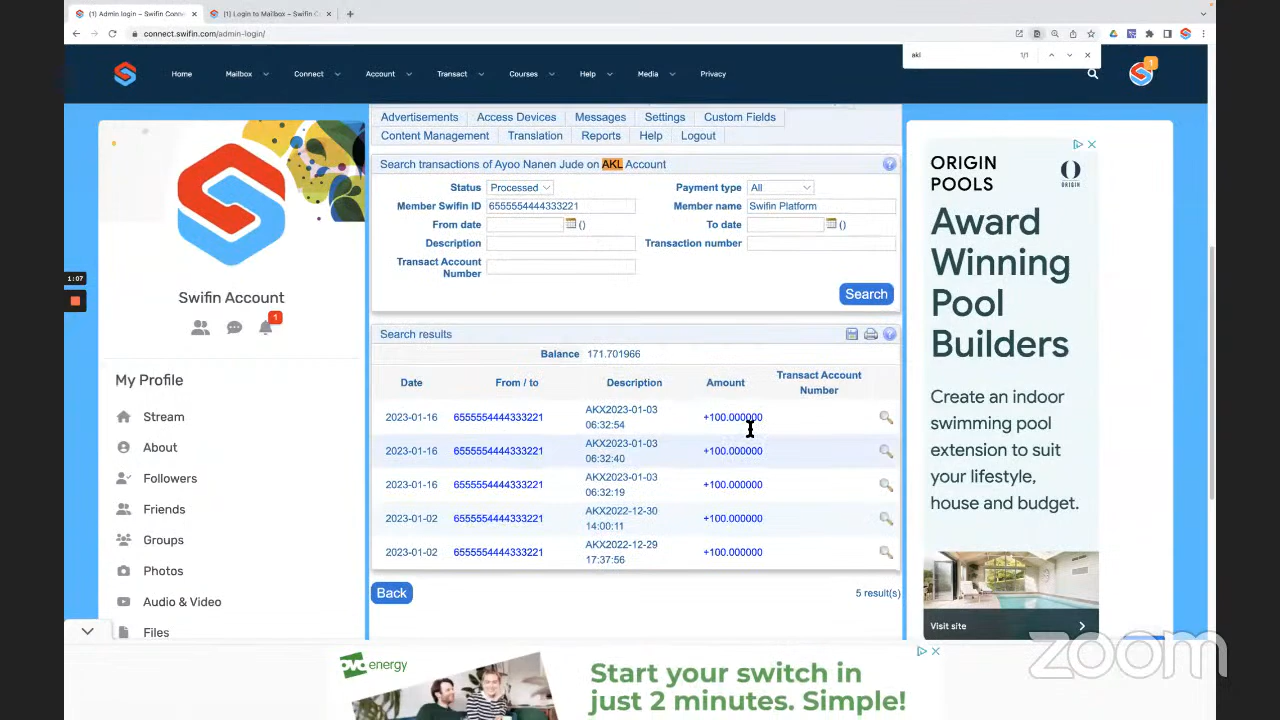 (1) Admin login – Swifin Conne
(1) Login to Mailbox – Swifin C
connect.swifin.com/admin-login/
akl
1/1
Home
Mailbox
Connect
Account
Transact
Courses
Help
Media
Privacy
1
Advertisements
Access Devices
Messages
Settings
Custom Fields
Content Management
Translation
Reports
Help
Logout
Search transactions of Ayoo Nanen Jude on AKL Account
Status
Processed
Payment type
All
Member Swifin ID
6555554444333221
Member name
Swifin Platform
From date
()
To date
()
Description
Transaction number
Transact Account
Number
Search
1:07
Swifin Account
1
My Profile
Stream
About
Followers
Friends
Groups
Photos
Audio & Video
Files
Search results
Balance 171.701966
Date
From / to
Description
Amount
Transact Account
Number
2023-01-16
6555554444333221
AKX2023-01-03
06:32:54
+100.000000
2023-01-16
6555554444333221
AKX2023-01-03
06:32:40
+100.000000
2023-01-16
6555554444333221
AKX2023-01-03
06:32:19
+100.000000
2023-01-02
6555554444333221
AKX2022-12-30
14:00:11
+100.000000
2023-01-02
6555554444333221
AKX2022-12-29
17:37:56
+100.000000
Back
5 result(s)
ORIGIN
POOLS
ORIGIN
Award
Winning
Pool
Builders
Create an indoor
swimming pool
extension to suit
your lifestyle,
house and budget.
Visit site
ovo energy
Start your switch in
just 2 minutes. Simple!
zoom